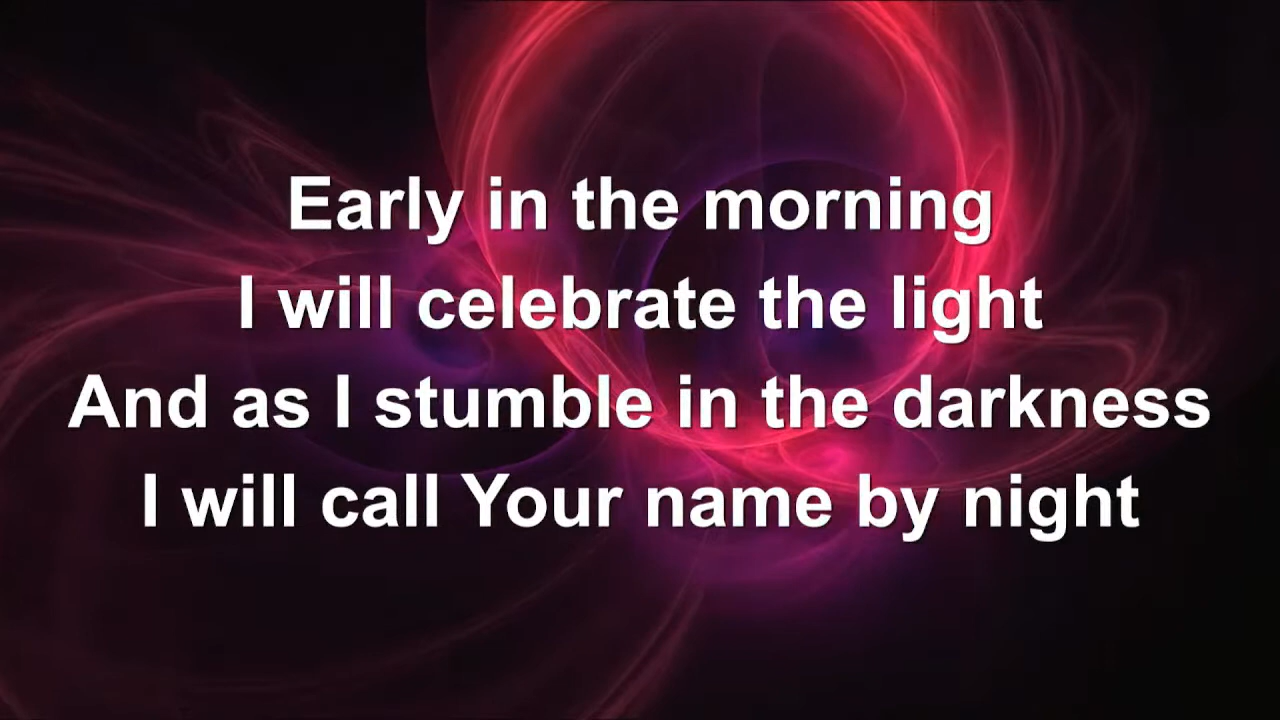 Early in the morning
I will celebrate the light
And as I stumble in the darkness
I will call Your name by night